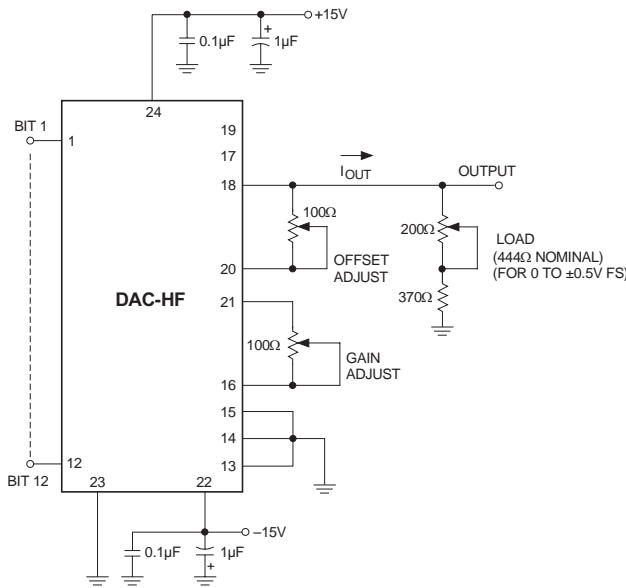 +15V
+
0.1µF
1µF
24
BIT 1
1
19
17
18
I OUT
OUTPUT
100Ω
OFFSET
ADJUST
200Ω
LOAD
(444Ω NOMINAL)
(FOR 0 TO ±0.5V FS)
20
DAC-HF
21
370Ω
100Ω
GAIN
ADJUST
16
15
14
13
12
BIT 12
23
22
–15V
0.1µF
1µF
+